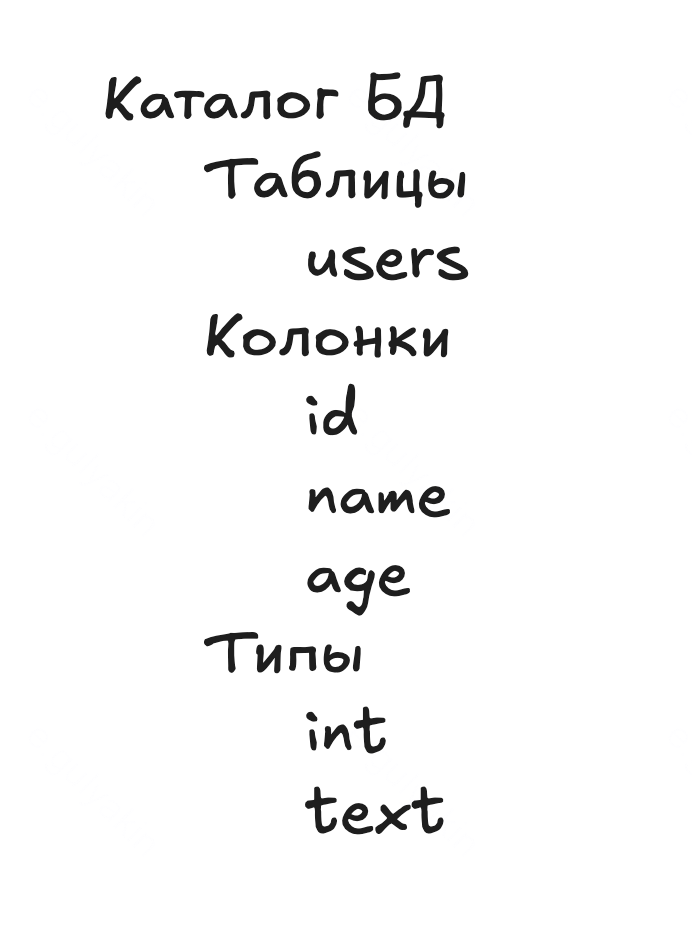 Каталог БД
Таблицы
users
Колонки
id
name
age
Типы
int
text